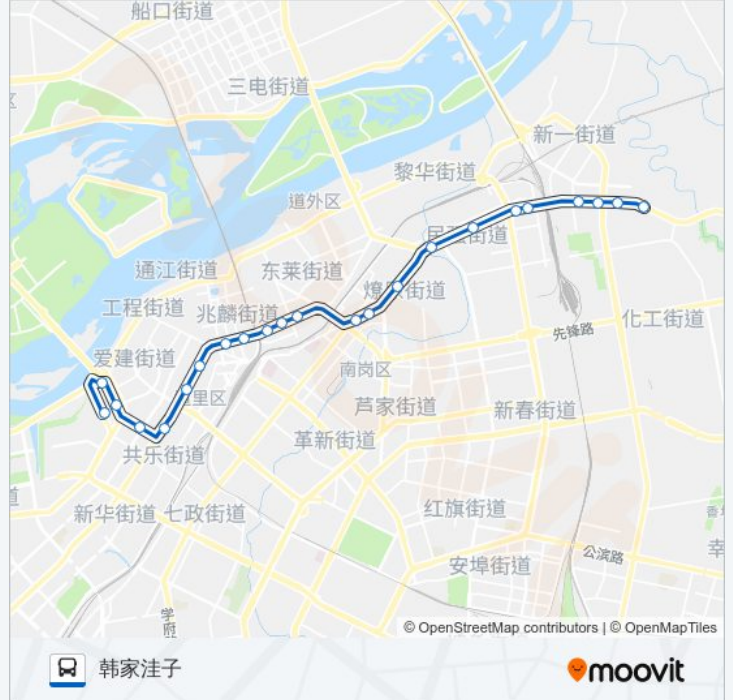 船口街道
三电街道
新一街道
黎华街道
道外区
民强街道
通江街道
东莱街道
工程街道
兆麟街道
化工街道
先锋路
爱建街道
南岗区
里区
芦家街道
新春街道
革新街道
共乐街道
新华街道
七政街道
红旗街道
公滨路
安埠街道
学府
© OpenStreetMap contributors | © OpenMapTiles
韩家洼子
moovit